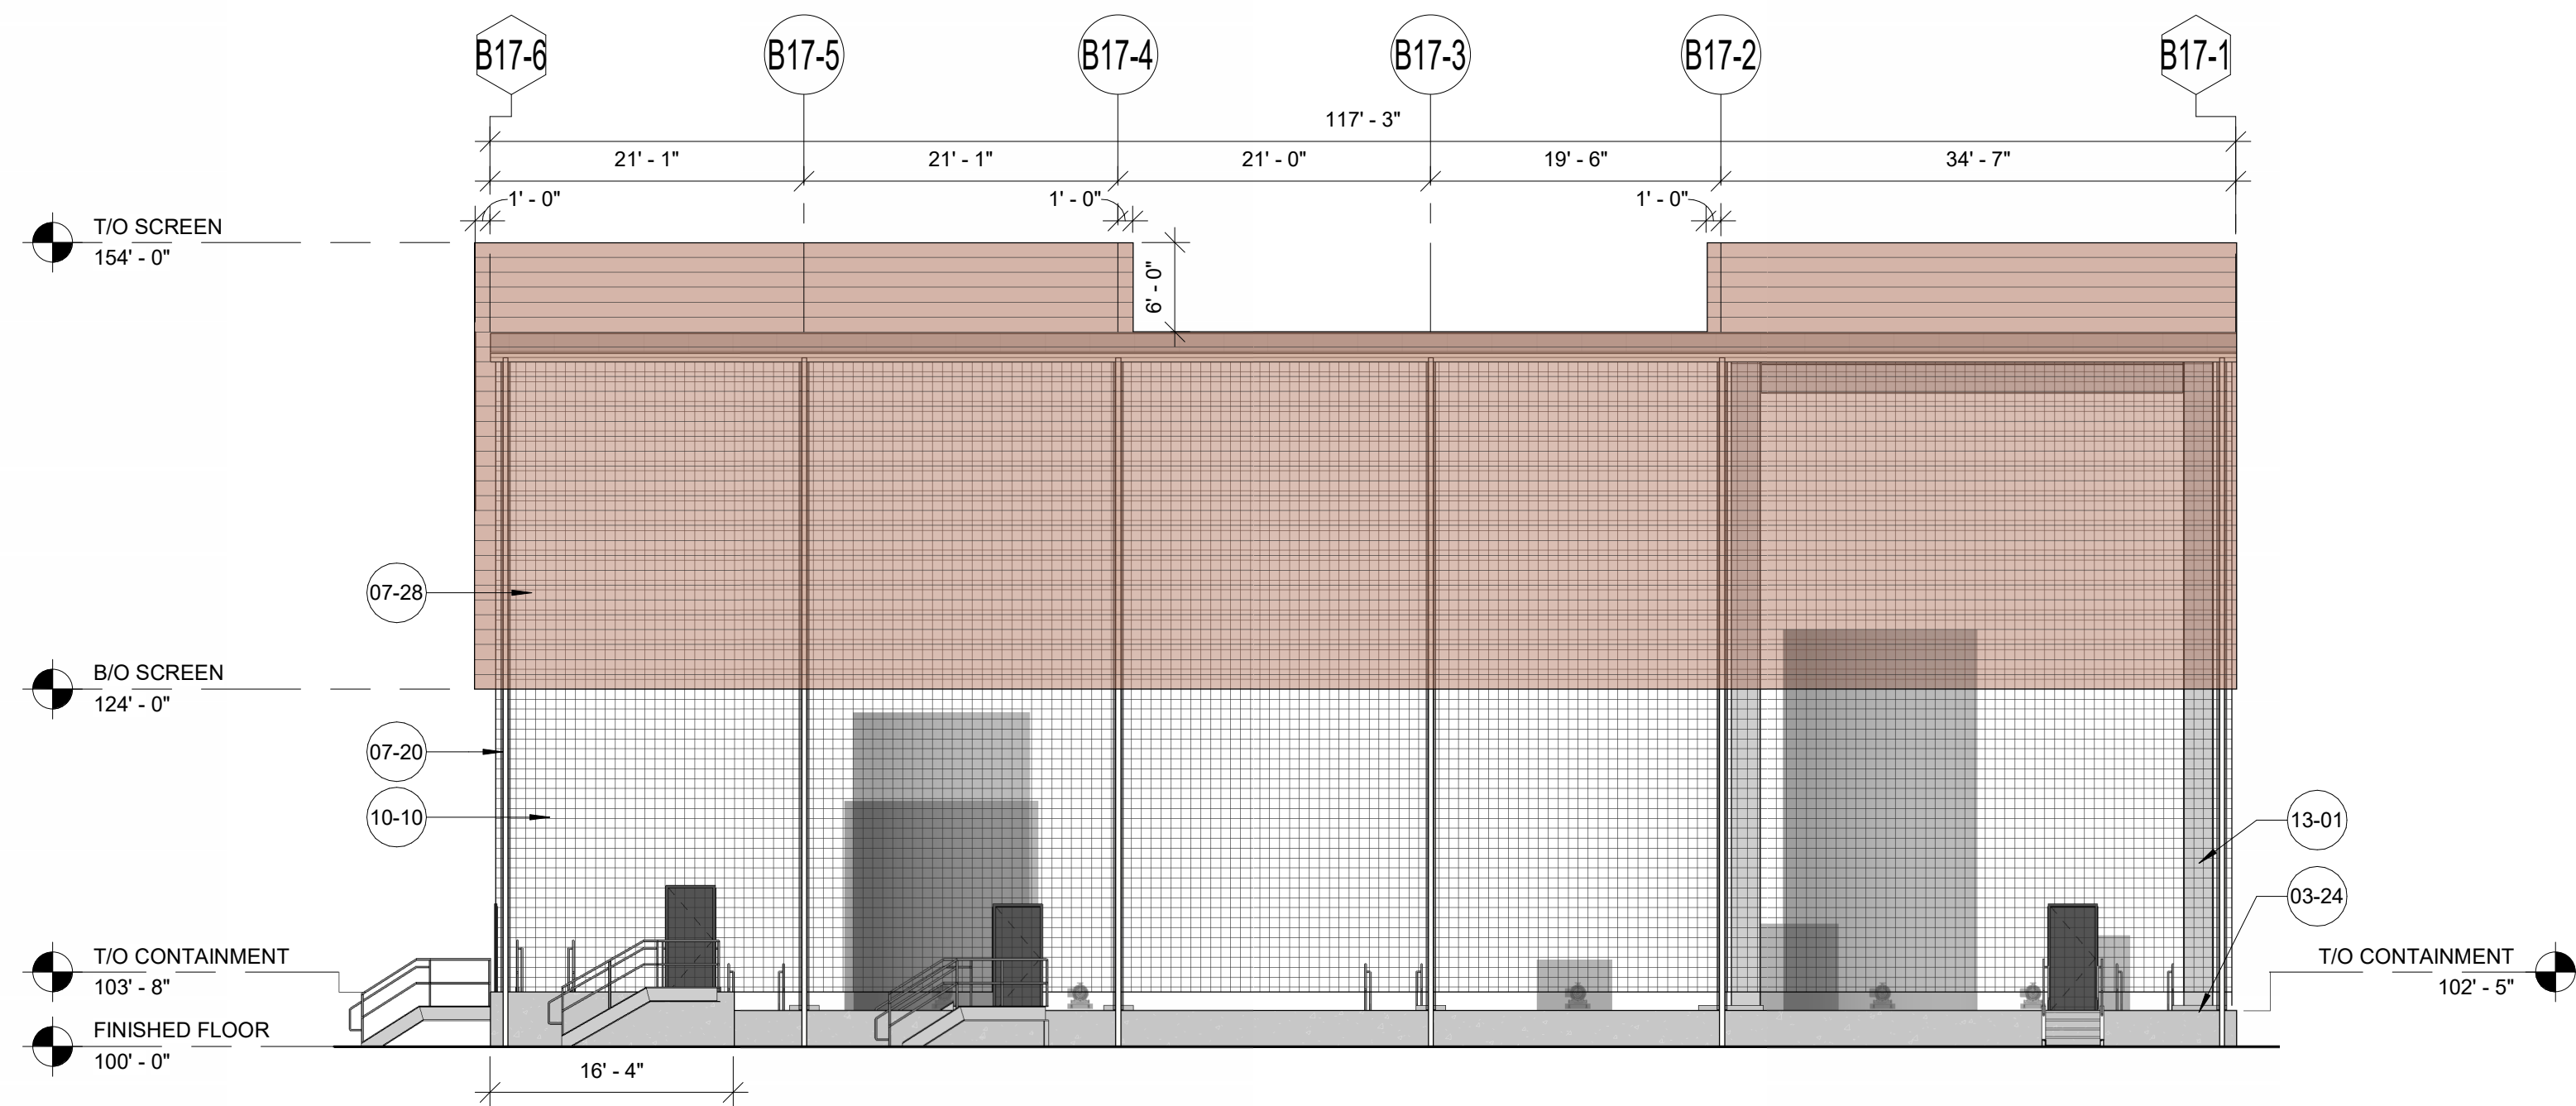 B17-6
B17-5
B17-4
B17-3
B17-2
B17-1
117' - 3"
21' - 1"
21' - 1"
21' - 0"
19' - 6"
34' - 7"
1' - 0"
1' - 0"
1' - 0"
T/O SCREEN
154' - 0"
6' - 0"
07-28
B/O SCREEN
124' - 0"
07-20
10-10
13-01
03-24
T/O CONTAINMENT
103' - 8"
T/O CONTAINMENT
102' - 5"
FINISHED FLOOR
100' - 0"
16' - 4"